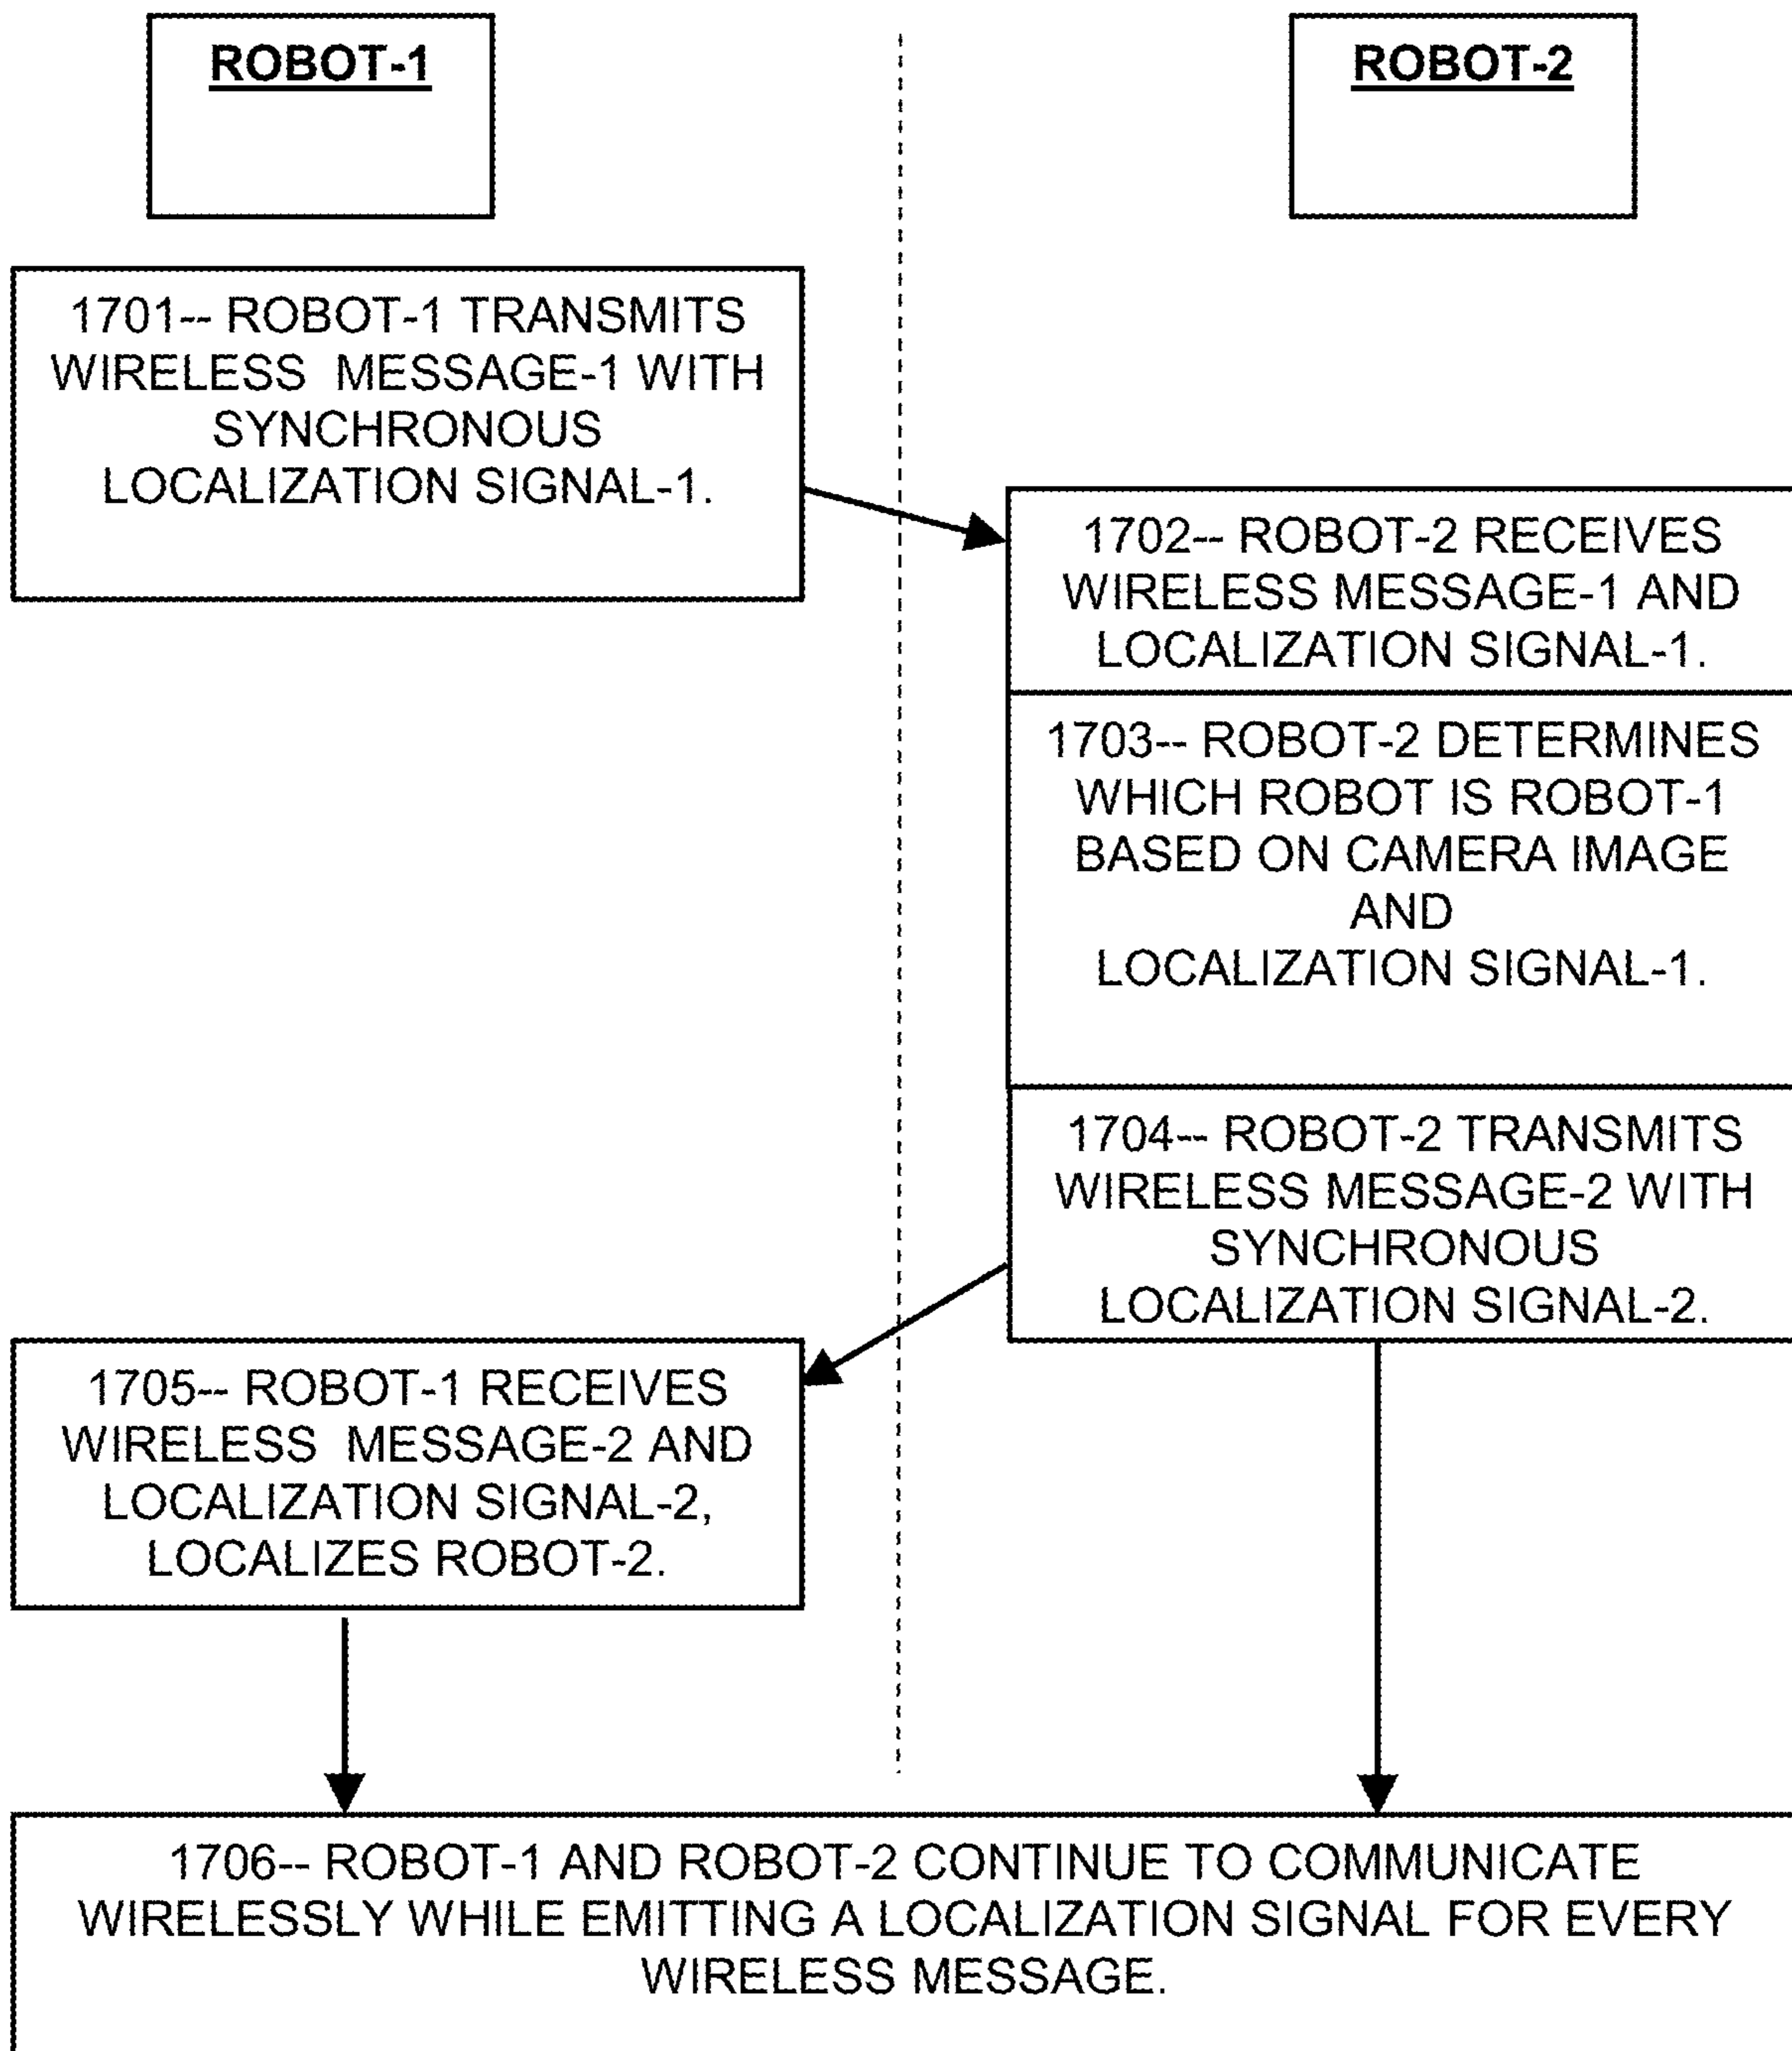 ROBOT-1
ROBOT-2
1701-- ROBOT-1 TRANSMITS
WIRELESS MESSAGE-1 WITH
SYNCHRONOUS
LOCALIZATION SIGNAL-1.
1702-- ROBOT-2 RECEIVES
WIRELESS MESSAGE-1 AND
LOCALIZATION SIGNAL-1.
1703-- ROBOT-2 DETERMINES
WHICH ROBOT IS ROBOT-1
BASED ON CAMERA IMAGE
AND
LOCALIZATION SIGNAL-1.
1704-- ROBOT-2 TRANSMITS
WIRELESS MESSAGE-2 WITH
SYNCHRONOUS
LOCALIZATION SIGNAL-2.
1705-- ROBOT-1 RECEIVES
WIRELESS MESSAGE-2 AND
LOCALIZATION SIGNAL-2,
LOCALIZES ROBOT-2.
1706-- ROBOT-1 AND ROBOT-2 CONTINUE TO COMMUNICATE
WIRELESSLY WHILE EMITTING A LOCALIZATION SIGNAL FOR EVERY
WIRELESS MESSAGE.